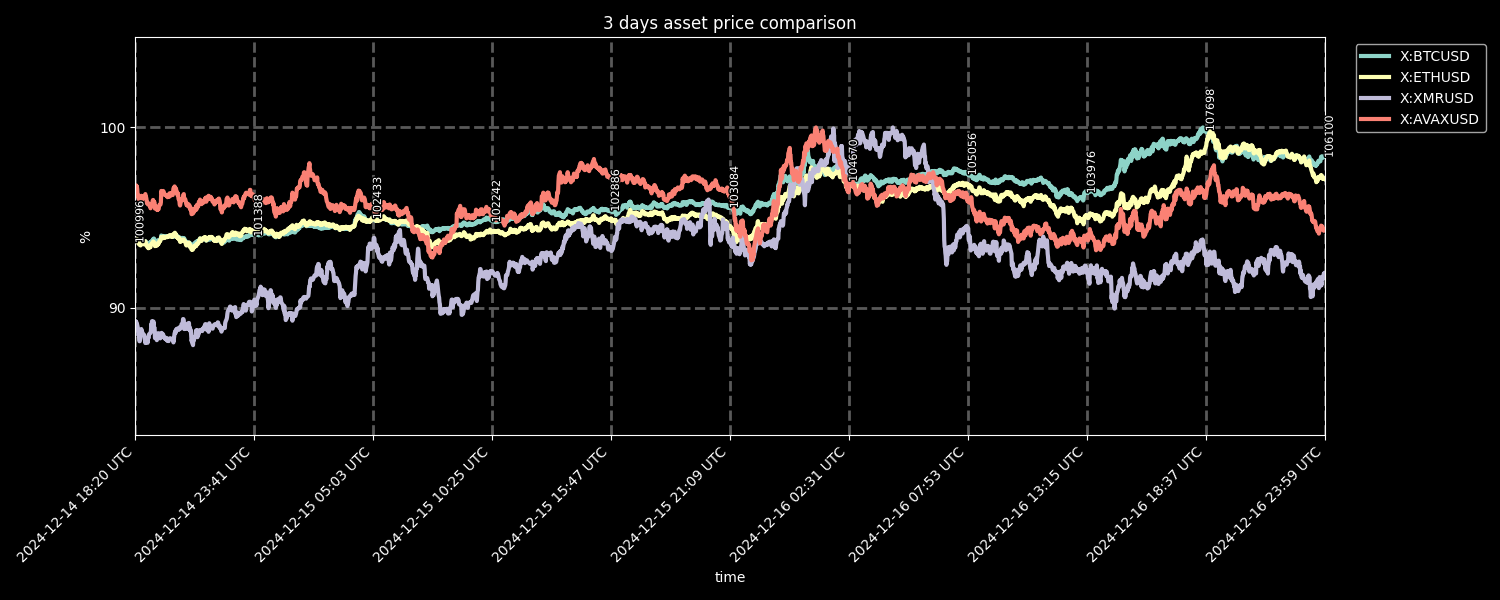 3 days asset price comparison
X:BTCUSD
X:ETHUSD
X:XMRUSD
X:AVAXUSD
100
90
%
100996
101388
102433
102242
102886
103084
104670
105056
103976
107698
106100
2024-12-14 18:20 UTC
2024-12-14 23:41 UTC
2024-12-15 05:03 UTC
2024-12-15 10:25 UTC
2024-12-15 15:47 UTC
2024-12-15 21:09 UTC
2024-12-16 02:31 UTC
2024-12-16 07:53 UTC
2024-12-16 13:15 UTC
2024-12-16 18:37 UTC
2024-12-16 23:59 UTC
time